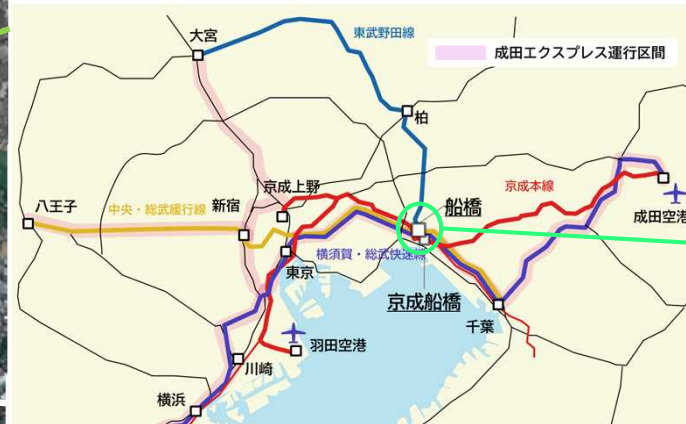 大宮
東武野田線
成田エクスプレス運行区間
柏
京成上野
船橋
京成本線
八王子
中央・総武緩行線
新宿
成田空港
東京
横須賀・総武快速線
京成船橋
千葉
羽田空港
川崎
横浜